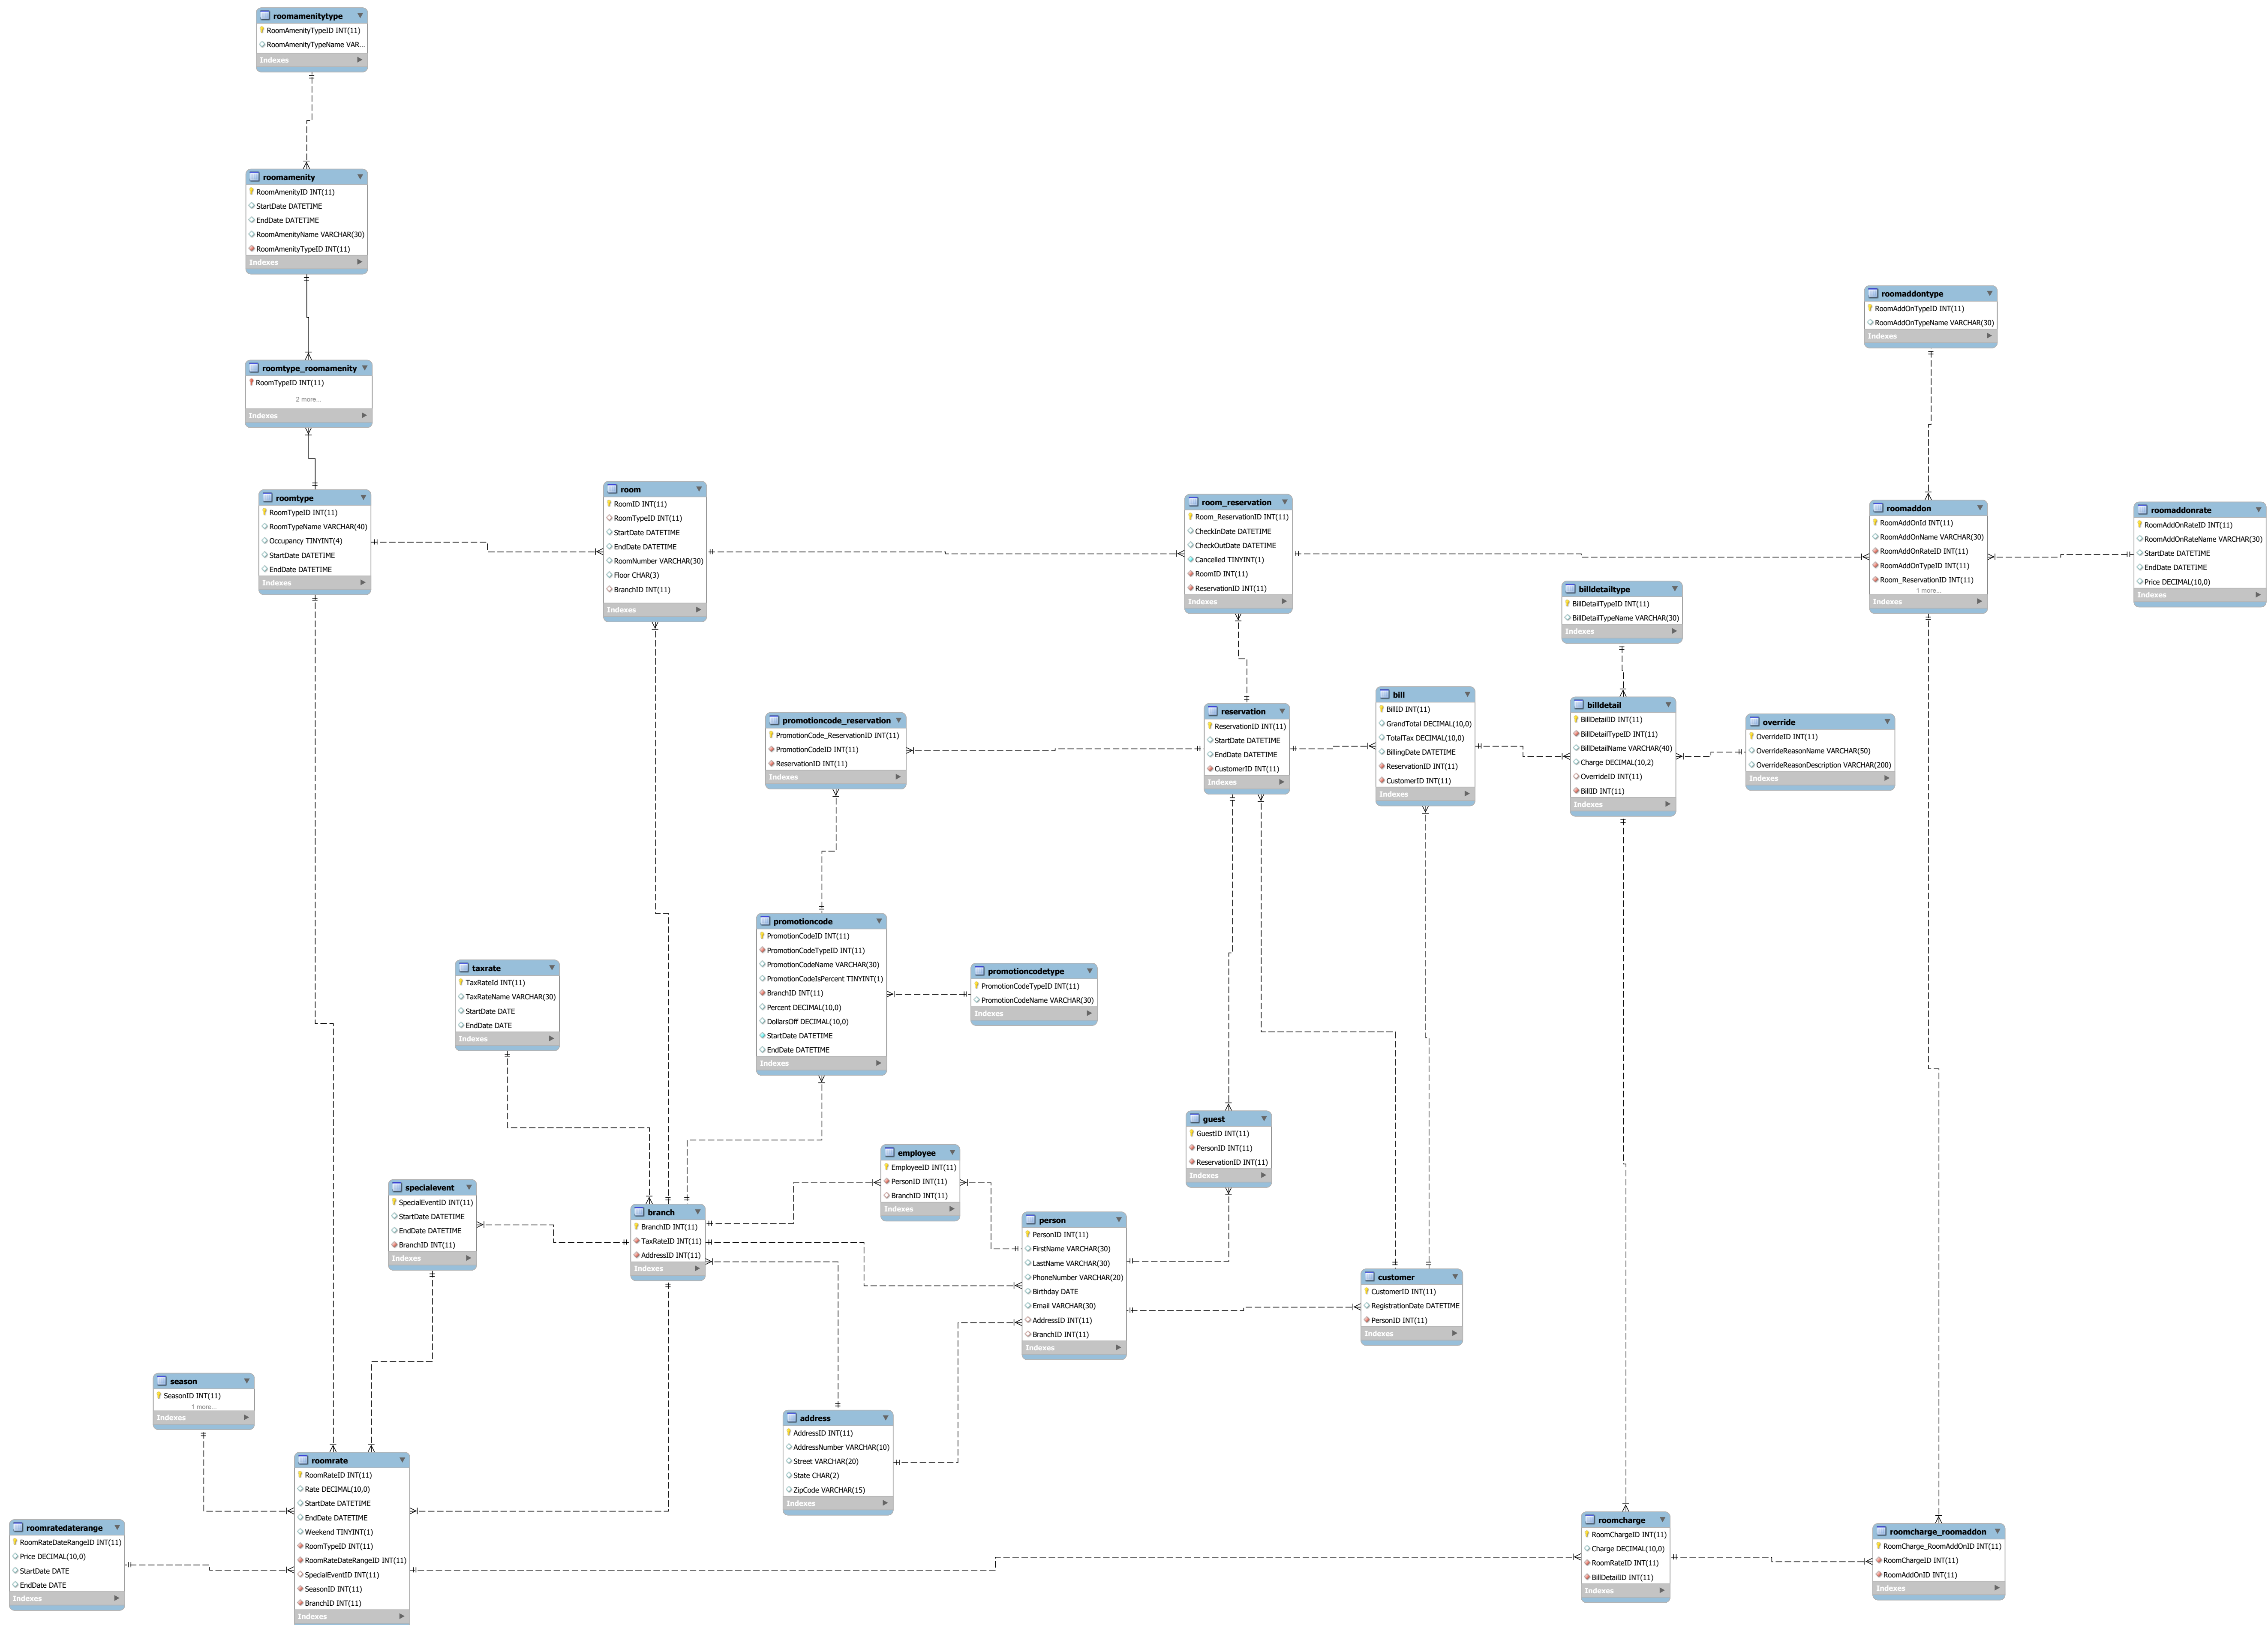 roomamenitytype
RoomAmenityTypeID INT(11)
RoomAmenityTypeName VAR...
Indexes
roomamenity
RoomAmenityID INT(11)
StartDate DATETIME
EndDate DATETIME
RoomAmenityName VARCHAR(30)
RoomAmenityTypeID INT(11)
Indexes
roomtype_roomamenity
RoomTypeID INT(11)
2 more...
Indexes
roomtype
RoomTypeID INT(11)
RoomTypeName VARCHAR(40)
Occupancy TINYINT(4)
StartDate DATETIME
EndDate DATETIME
Indexes
room
RoomID INT(11)
RoomTypeID INT(11)
StartDate DATETIME
EndDate DATETIME
RoomNumber VARCHAR(30)
Floor CHAR(3)
BranchID INT(11)
Indexes
room_reservation
Room_ReservationID INT(11)
CheckInDate DATETIME
CheckOutDate DATETIME
Cancelled TINYINT(1)
RoomID INT(11)
ReservationID INT(11)
Indexes
roomaddontype
RoomAddOnTypeID INT(11)
RoomAddOnTypeName VARCHAR(30)
Indexes
roomaddon
RoomAddOnId INT(11)
RoomAddOnName VARCHAR(30)
RoomAddOnRateID INT(11)
RoomAddOnTypeID INT(11)
Room_ReservationID INT(11)
1 more...
Indexes
roomaddonrate
RoomAddOnRateID INT(11)
RoomAddOnRateName VARCHAR(30)
StartDate DATETIME
EndDate DATETIME
Price DECIMAL(10,0)
Indexes
billdetailtype
BillDetailTypeID INT(11)
BillDetailTypeName VARCHAR(30)
Indexes
promotioncode_reservation
PromotionCode_ReservationID INT(11)
PromotionCodeID INT(11)
ReservationID INT(11)
Indexes
reservation
ReservationID INT(11)
StartDate DATETIME
EndDate DATETIME
CustomerID INT(11)
Indexes
bill
BillID INT(11)
GrandTotal DECIMAL(10,0)
TotalTax DECIMAL(10,0)
BillingDate DATETIME
ReservationID INT(11)
CustomerID INT(11)
Indexes
billdetail
BillDetailID INT(11)
BillDetailTypeID INT(11)
BillDetailName VARCHAR(40)
Charge DECIMAL(10,2)
OverrideID INT(11)
BillID INT(11)
Indexes
override
OverrideID INT(11)
OverrideReasonName VARCHAR(50)
OverrideReasonDescription VARCHAR(200)
Indexes
promotioncode
PromotionCodeID INT(11)
PromotionCodeTypeID INT(11)
PromotionCodeName VARCHAR(30)
PromotionCodeIsPercent TINYINT(1)
BranchID INT(11)
Percent DECIMAL(10,0)
DollarsOff DECIMAL(10,0)
StartDate DATETIME
EndDate DATETIME
Indexes
promotioncodetype
PromotionCodeTypeID INT(11)
PromotionCodeName VARCHAR(30)
Indexes
taxrate
TaxRateId INT(11)
TaxRateName VARCHAR(30)
StartDate DATE
EndDate DATE
Indexes
guest
GuestID INT(11)
PersonID INT(11)
ReservationID INT(11)
Indexes
employee
EmployeeID INT(11)
PersonID INT(11)
BranchID INT(11)
Indexes
specialevent
SpecialEventID INT(11)
StartDate DATETIME
EndDate DATETIME
BranchID INT(11)
Indexes
branch
BranchID INT(11)
TaxRateID INT(11)
AddressID INT(11)
Indexes
person
PersonID INT(11)
FirstName VARCHAR(30)
LastName VARCHAR(30)
PhoneNumber VARCHAR(20)
Birthday DATE
Email VARCHAR(30)
AddressID INT(11)
BranchID INT(11)
Indexes
customer
CustomerID INT(11)
RegistrationDate DATETIME
PersonID INT(11)
Indexes
season
SeasonID INT(11)
1 more...
Indexes
address
AddressID INT(11)
AddressNumber VARCHAR(10)
Street VARCHAR(20)
State CHAR(2)
ZipCode VARCHAR(15)
Indexes
roomrate
RoomRateID INT(11)
Rate DECIMAL(10,0)
StartDate DATETIME
EndDate DATETIME
Weekend TINYINT(1)
RoomTypeID INT(11)
RoomRateDateRangeID INT(11)
SpecialEventID INT(11)
SeasonID INT(11)
BranchID INT(11)
Indexes
roomratedaterange
RoomRateDateRangeID INT(11)
Price DECIMAL(10,0)
StartDate DATE
EndDate DATE
Indexes
roomcharge
RoomChargeID INT(11)
Charge DECIMAL(10,0)
RoomRateID INT(11)
BillDetailID INT(11)
Indexes
roomcharge_roomaddon
RoomCharge_RoomAddOnID INT(11)
RoomChargeID INT(11)
RoomAddOnID INT(11)
Indexes